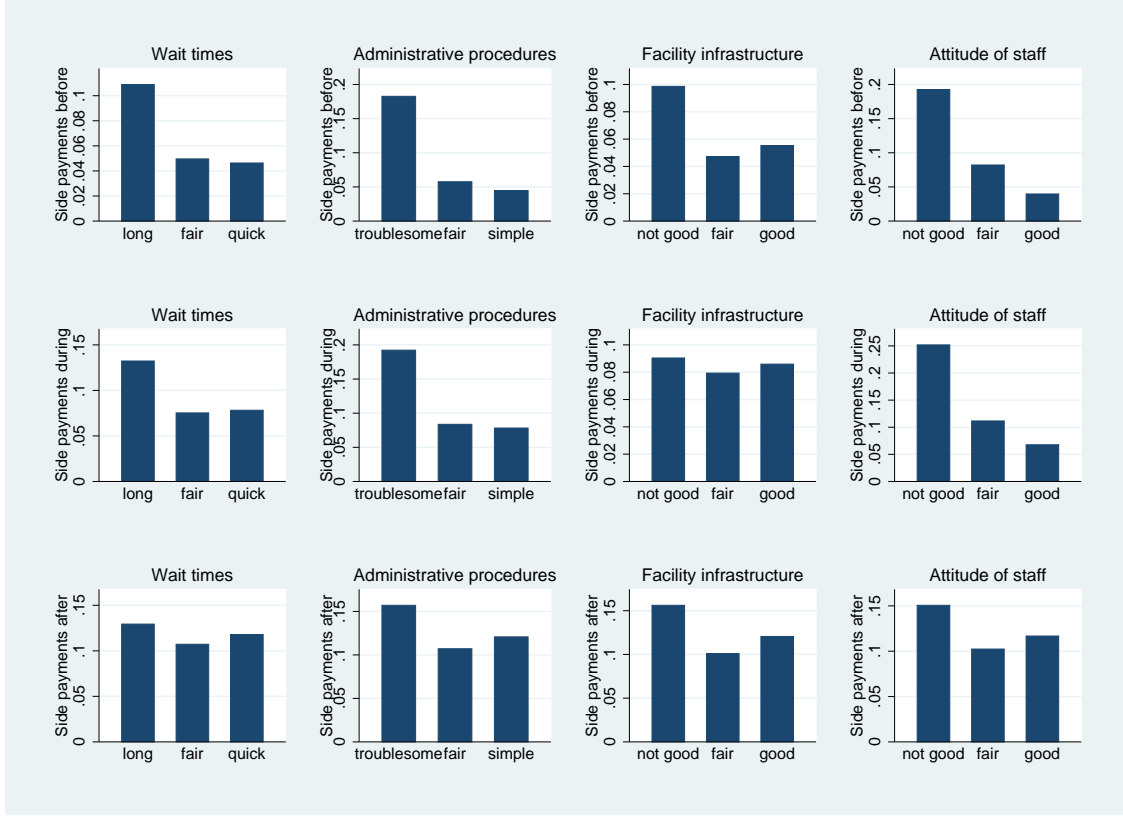 Wait times
Side payments before
0 .02 .04 .06 .08 .1
long fair quick
Administrative procedures
Side payments before
0 .05 .1 .15 .2
troublesome fair simple
Facility infrastructure
Side payments before
0 .02 .04 .06 .08 .1
not good fair good
Attitude of staff
Side payments before
0 .05 .1 .15 .2
not good fair good
Wait times
Side payments during
0 .05 .1 .15
long fair quick
Administrative procedures
Side payments during
0 .05 .1 .15 .2
troublesome fair simple
Facility infrastructure
Side payments during
0 .02 .04 .06 .08 .1
not good fair good
Attitude of staff
Side payments during
0 .05 .1 .15 .2 .25
not good fair good
Wait times
Side payments after
0 .05 .1 .15
long fair quick
Administrative procedures
Side payments after
0 .05 .1 .15
troublesome fair simple
Facility infrastructure
Side payments after
0 .05 .1 .15
not good fair good
Attitude of staff
Side payments after
0 .05 .1 .15
not good fair good